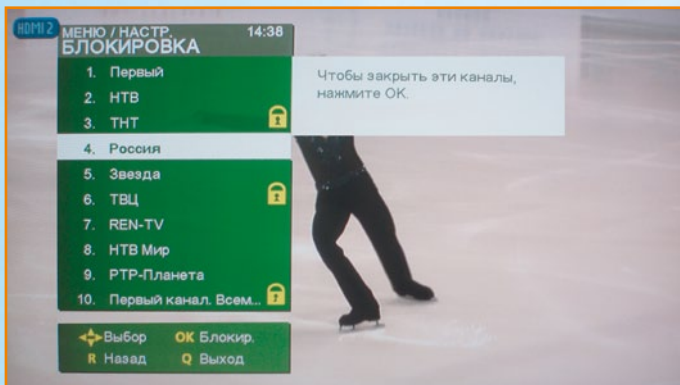 HDMI 2
МЕНЮ / НАСТР. 14:38
БЛОКИРОВКА
1. Первый
2. НТВ
3. ТНТ
4. Россия
5. Звезда
6. ТВЦ
7. REN-TV
8. НТВ Мир
9. РТР-Планета
10. Первый канал. Всем...
Чтобы закрыть эти каналы,
нажмите OK.
Выбор OK Блокир.
R Назад Q Выход